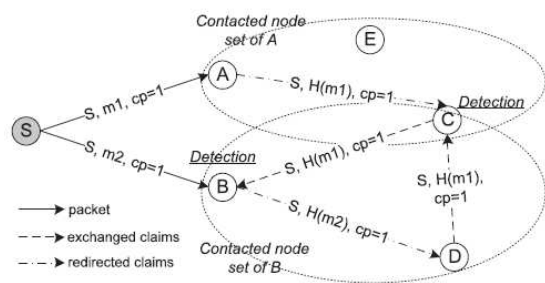 Contacted node
set of A
E
A
S, H(m1), cp=1
S, m1, cp=1
Detection
C
S
Detection
S, H(m1), cp=1
S, m2, cp=1
B
S, H(m1),
cp=1
S, H(m2), cp=1
packet
exchanged claims
redirected claims
Contacted node
set of B
D